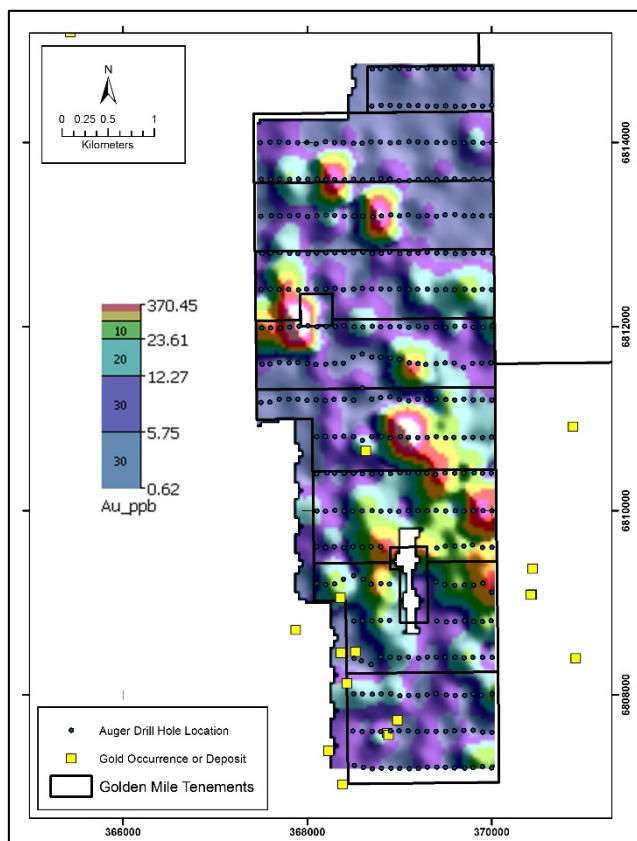 N
0 0.25 0.5 1
Kilometers
6814000
370.45
10
23.61
20
12.27
30
5.75
30
0.62
Au_ppb
6812000
6810000
6808000
Auger Drill Hole Location
Gold Occurrence or Deposit
Golden Mile Tenements
366000 368000 370000